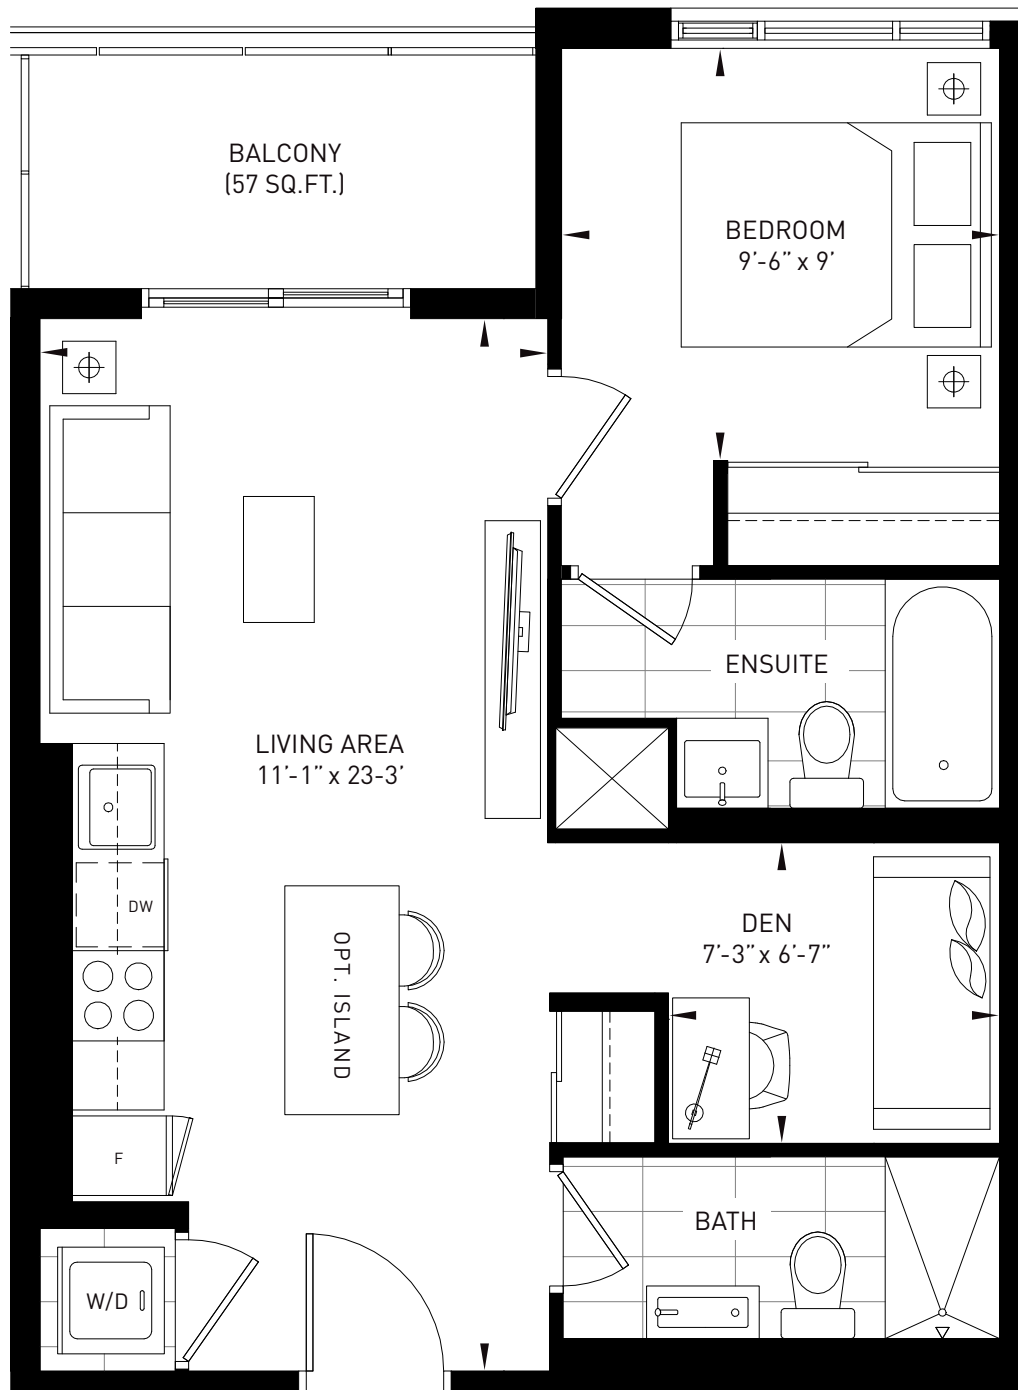 BALCONY
(57 SQ.FT.)
BEDROOM
9’-6” x 9’
ENSUITE
LIVING AREA
11’-1” x 23-3’
DW
OPT. ISLAND
DEN
7’-3” x 6’-7”
F
BATH
W/D